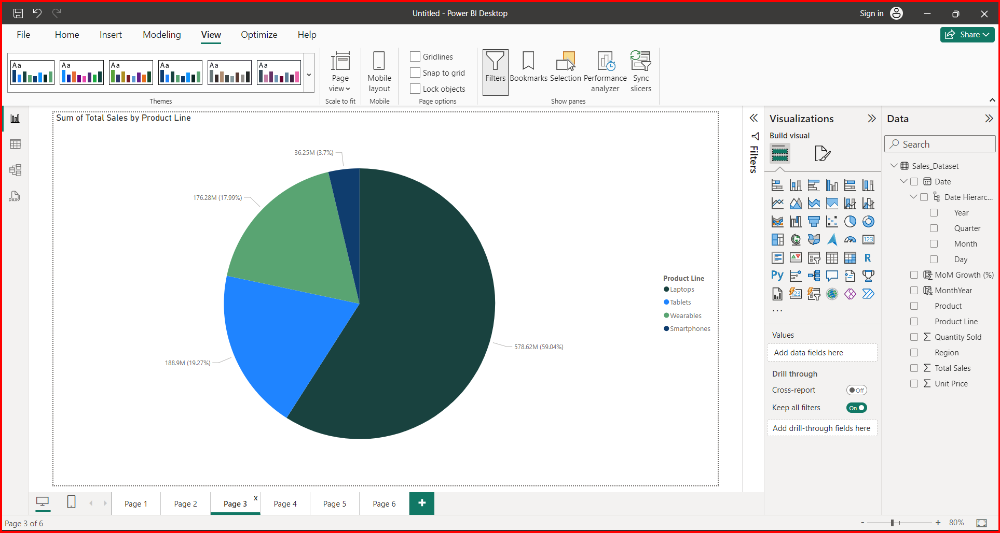 Untitled - Power BI Desktop
Sign in
File Home Insert Modeling View Optimize Help
Share
Aa Aa Aa Aa Aa Aa
Themes
Page view
Scale to fit
Mobile layout
Mobile
Gridlines
Snap to grid
Lock objects
Page options
Filters
Bookmarks
Selection
Performance analyzer
Sync slicers
Show panes
DAX
Sum of Total Sales by Product Line
36.25M (3.7%)
176.28M (17.99%)
188.9M (19.27%)
578.62M (59.04%)
Product Line
Laptops
Tablets
Wearables
Smartphones
Filters
Visualizations
Build visual
123
R
Py
123
...
Values
Add data fields here
Drill through
Cross-report
Off
Keep all filters
On
Add drill-through fields here
Data
Search
Sales_Dataset
Date
Date Hierarc...
Year
Quarter
Month
Day
MoM Growth (%)
MonthYear
Product
Product Line
Quantity Sold
Region
Total Sales
Unit Price
Page 1
Page 2
Page 3
x
Page 4
Page 5
Page 6
+
Page 3 of 6
- + 80%